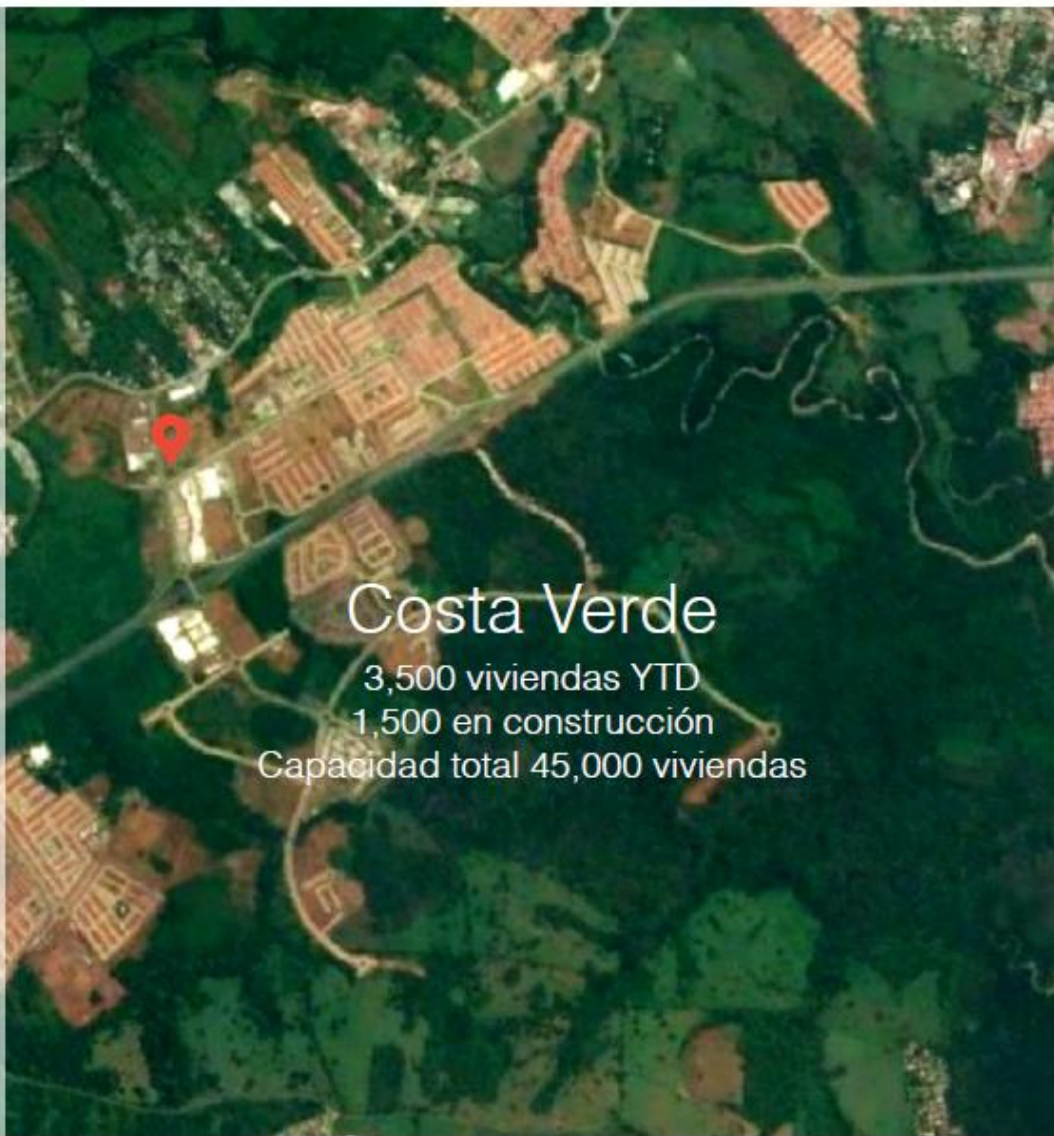 Costa Verde
3,500 viviendas YTD
1,500 en construcción
Capacidad total 45,000 viviendas